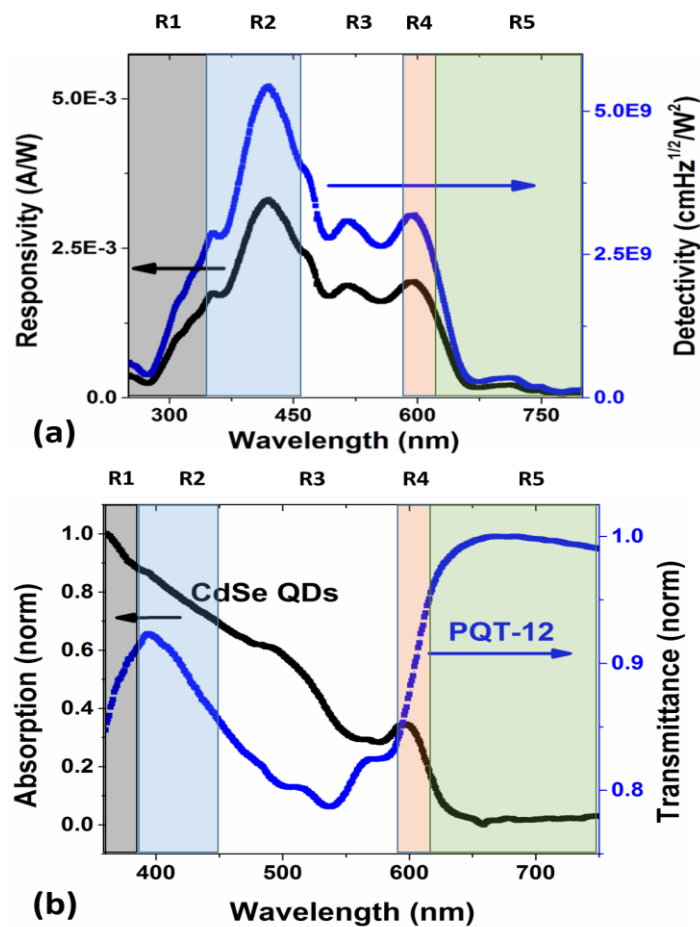 R1 R2 R3 R4 R5
5.0E-3
2.5E-3
0.0
Responsivity (A/W)
5.0E9
2.5E9
0.0
Detectivity (cmHz^1/2/W^2)
300 450 600 750
Wavelength (nm)
(a)
R1 R2 R3 R4 R5
1.0
0.8
0.6
0.4
0.2
0.0
Absorption (norm)
CdSe QDs
PQT-12
1.0
0.9
0.8
Transmittance (norm)
400 500 600 700
Wavelength (nm)
(b)